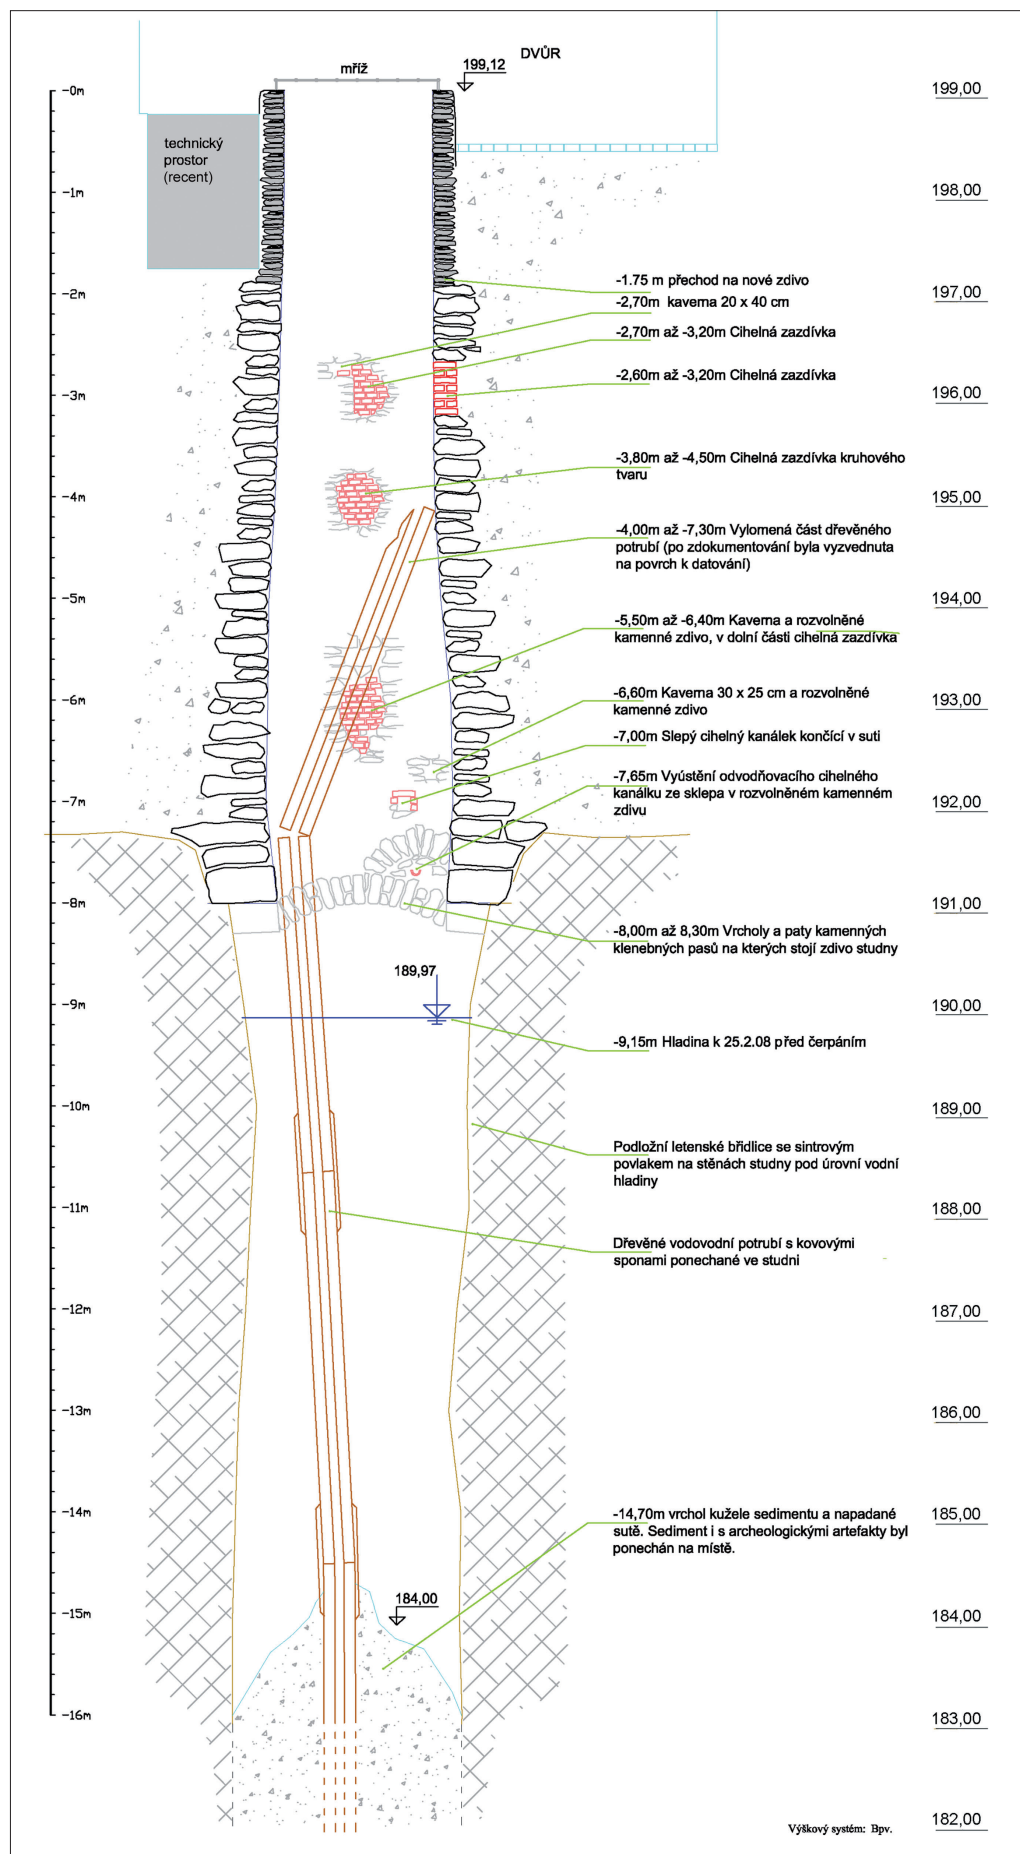 DVŮR
mříž
199,12
-0m
199,00
technický
prostor
(recent)
-1m
198,00
-1.75 m přechod na nové zdivo
-2m
197,00
-2,70m kaverna 20 x 40 cm
-2,70m až -3,20m Cihelná zazdívka
-2,60m až -3,20m Cihelná zazdívka
-3m
196,00
-3,80m až -4,50m Cihelná zazdívka kruhového
tvaru
-4m
195,00
-4,00m až -7,30m Vylomená část dřevěného
potrubí (po zdokumentování byla vyzvednuta
na povrch k datování)
-5m
194,00
-5,50m až -6,40m Kaverna a rozvolněné
kamenné zdivo, v dolní části cihelná zazdívka
-6m
193,00
-6,60m Kaverna 30 x 25 cm a rozvolněné
kamenné zdivo
-7,00m Slepý cihelný kanálek končící v suti
-7,65m Vyústění odvodňovacího cihelného
kanálku ze sklepa v rozvolněném kamenném
zdivu
-7m
192,00
-8m
191,00
-8,00m až 8,30m Vrcholy a paty kamenných
klenebných pasů na kterých stojí zdivo studny
189,97
-9m
190,00
-9,15m Hladina k 25.2.08 před čerpáním
-10m
189,00
Podložní letenské břidlice se sintrovým
povlakem na stěnách studny pod úrovní vodní
hladiny
-11m
188,00
Dřevěné vodovodní potrubí s kovovými
sponami ponechané ve studni
-12m
187,00
-13m
186,00
-14m
185,00
-14,70m vrchol kužele sedimentu a napadané
sutě. Sediment i s archeologickými artefakty byl
ponechán na místě.
184,00
-15m
184,00
-16m
183,00
182,00
Výškový systém: Bpv.